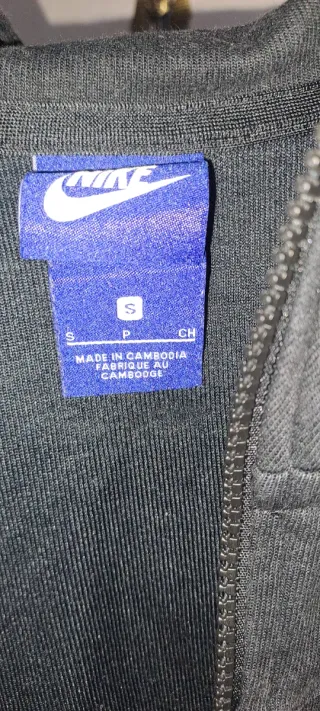 NIKE
S
S P CH
MADE IN CAMBODIA
FABRIQUE AU
CAMBODGE